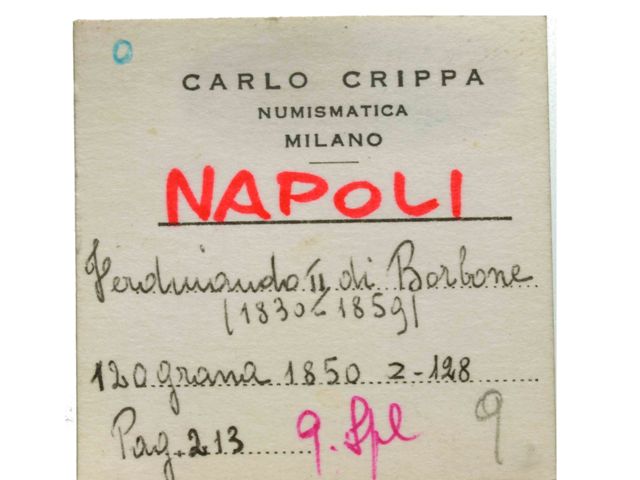 0
CARLO CRIPPA
NUMISMATICA
MILANO
NAPOLI
Ferdinando II di Borbone
(1830-1859)
120 grana 1850 z-128
Pag. 213 q. Spl 9